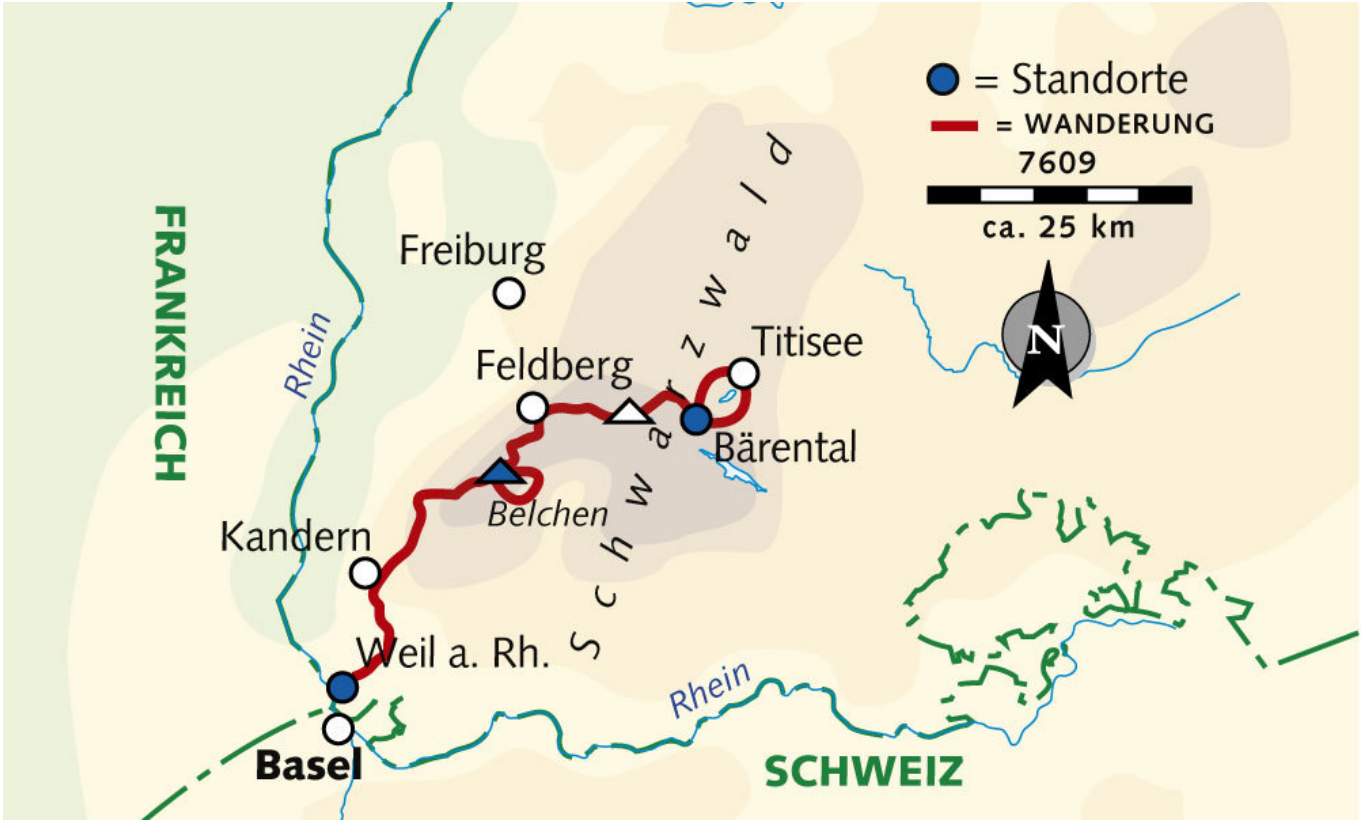 = Standorte
= WANDERUNG
7609
ca. 25 km
N
FRANKREICH
Rhein
Freiburg
Schwarzwald
Titisee
Feldberg
Bärental
Belchen
Kandern
Weil a. Rh.
Rhein
Basel
SCHWEIZ